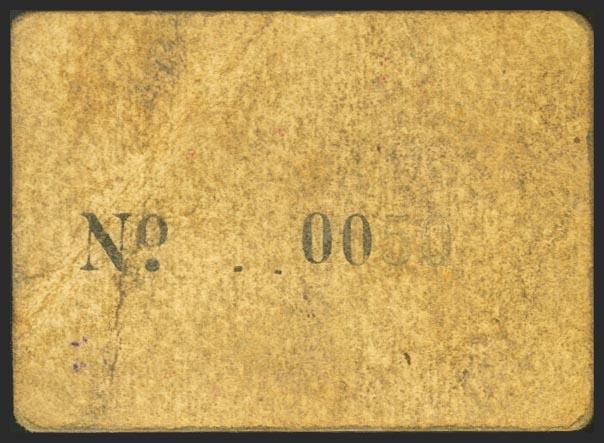 Nº . . 0050